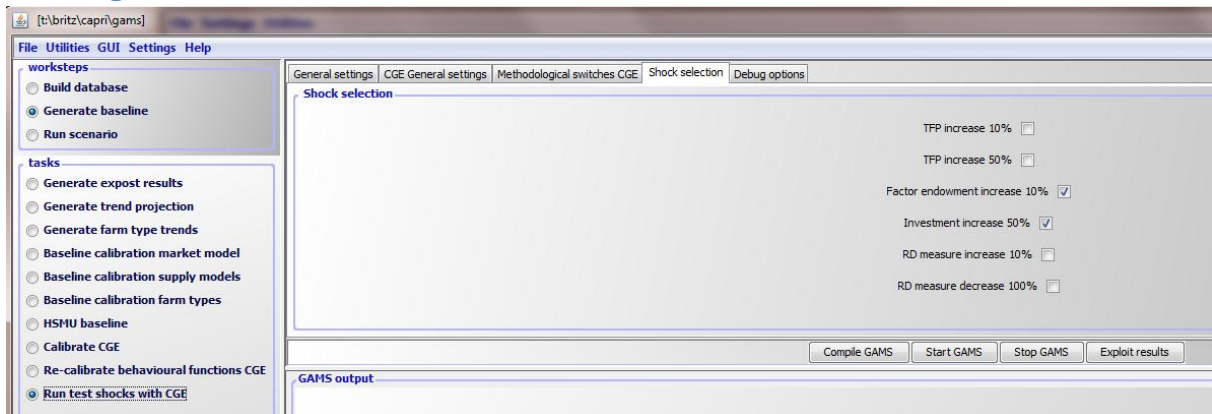 [t:\britz\capri\gams]
File Utilities GUI Settings Help
worksteps
Build database
Generate baseline
Run scenario
tasks
Generate expost results
Generate trend projection
Generate farm type trends
Baseline calibration market model
Baseline calibration supply models
Baseline calibration farm types
HSMU baseline
Calibrate CGE
Re-calibrate behavioural functions CGE
Run test shocks with CGE
General settings CGE General settings Methodological switches CGE Shock selection Debug options
Shock selection
TFP increase 10%
TFP increase 50%
Factor endowment increase 10%
Investment increase 50%
RD measure increase 10%
RD measure decrease 100%
Compile GAMS Start GAMS Stop GAMS Exploit results
GAMS output